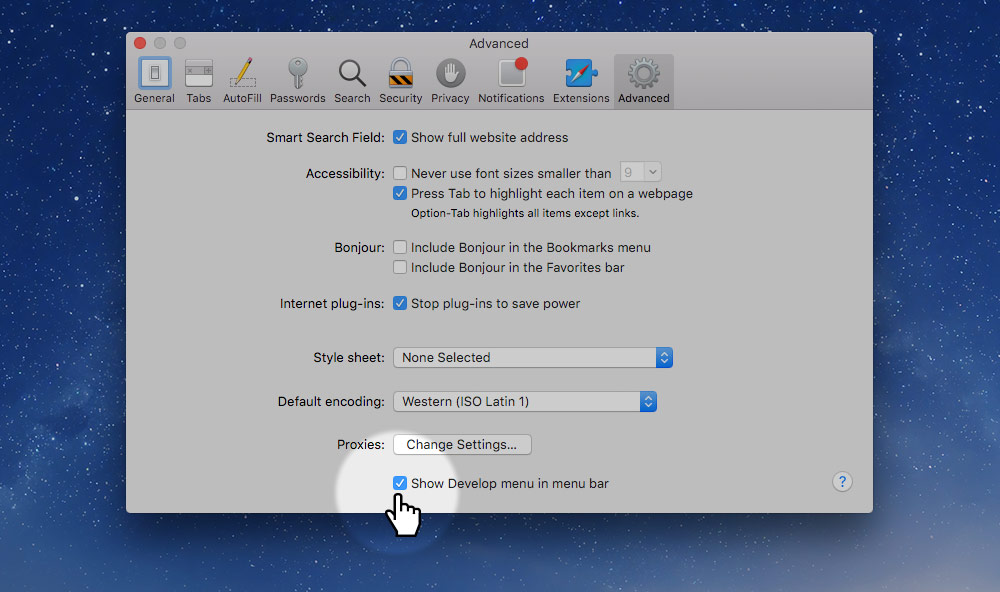 Advanced
General Tabs AutoFill Passwords Search Security Privacy Notifications Extensions Advanced
Smart Search Field: Show full website address
Accessibility: Never use font sizes smaller than 9
Press Tab to highlight each item on a webpage
Option-Tab highlights all items except links.
Bonjour: Include Bonjour in the Bookmarks menu
Include Bonjour in the Favorites bar
Internet plug-ins: Stop plug-ins to save power
Style sheet: None Selected
Default encoding: Western (ISO Latin 1)
Proxies: Change Settings...
Show Develop menu in menu bar
?